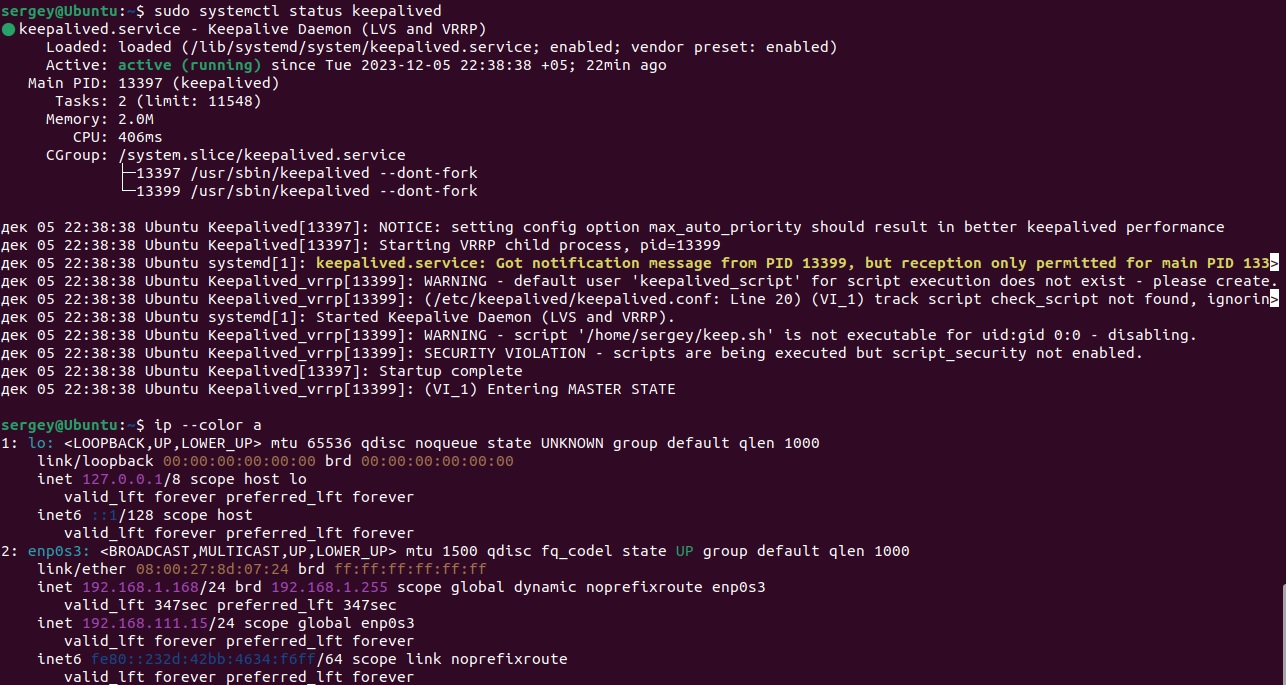 sergey@Ubuntu:~$ sudo systemctl status keepalived
keepalived.service - Keepalive Daemon (LVS and VRRP)
Loaded: loaded (/lib/systemd/system/keepalived.service; enabled; vendor preset: enabled)
Active: active (running) since Tue 2023-12-05 22:38:38 +05; 22min ago
Main PID: 13397 (keepalived)
Tasks: 2 (limit: 11548)
Memory: 2.0M
CPU: 406ms
CGroup: /system.slice/keepalived.service
├─13397 /usr/sbin/keepalived --dont-fork
└─13399 /usr/sbin/keepalived --dont-fork
дек 05 22:38:38 Ubuntu Keepalived[13397]: NOTICE: setting config option max_auto_priority should result in better keepalived performance
дек 05 22:38:38 Ubuntu Keepalived[13397]: Starting VRRP child process, pid=13399
дек 05 22:38:38 Ubuntu systemd[1]: keepalived.service: Got notification message from PID 13399, but reception only permitted for main PID 133>
дек 05 22:38:38 Ubuntu Keepalived_vrrp[13399]: WARNING - default user 'keepalived_script' for script execution does not exist - please create.
дек 05 22:38:38 Ubuntu Keepalived_vrrp[13399]: (/etc/keepalived/keepalived.conf: Line 20) (VI_1) track script check_script not found, ignorin>
дек 05 22:38:38 Ubuntu systemd[1]: Started Keepalive Daemon (LVS and VRRP).
дек 05 22:38:38 Ubuntu Keepalived_vrrp[13399]: WARNING - script '/home/sergey/keep.sh' is not executable for uid:gid 0:0 - disabling.
дек 05 22:38:38 Ubuntu Keepalived_vrrp[13399]: SECURITY VIOLATION - scripts are being executed but script_security not enabled.
дек 05 22:38:38 Ubuntu Keepalived[13397]: Startup complete
дек 05 22:38:38 Ubuntu Keepalived_vrrp[13399]: (VI_1) Entering MASTER STATE
sergey@Ubuntu:~$ ip --color a
1: lo: <LOOPBACK,UP,LOWER_UP> mtu 65536 qdisc noqueue state UNKNOWN group default qlen 1000
link/loopback 00:00:00:00:00:00 brd 00:00:00:00:00:00
inet 127.0.0.1/8 scope host lo
valid_lft forever preferred_lft forever
inet6 ::1/128 scope host
valid_lft forever preferred_lft forever
2: enp0s3: <BROADCAST,MULTICAST,UP,LOWER_UP> mtu 1500 qdisc fq_codel state UP group default qlen 1000
link/ether 08:00:27:8d:07:24 brd ff:ff:ff:ff:ff:ff
inet 192.168.1.168/24 brd 192.168.1.255 scope global dynamic noprefixroute enp0s3
valid_lft 347sec preferred_lft 347sec
inet 192.168.111.15/24 scope global enp0s3
valid_lft forever preferred_lft forever
inet6 fe80::232d:42bb:4634:f6ff/64 scope link noprefixroute
valid_lft forever preferred_lft forever